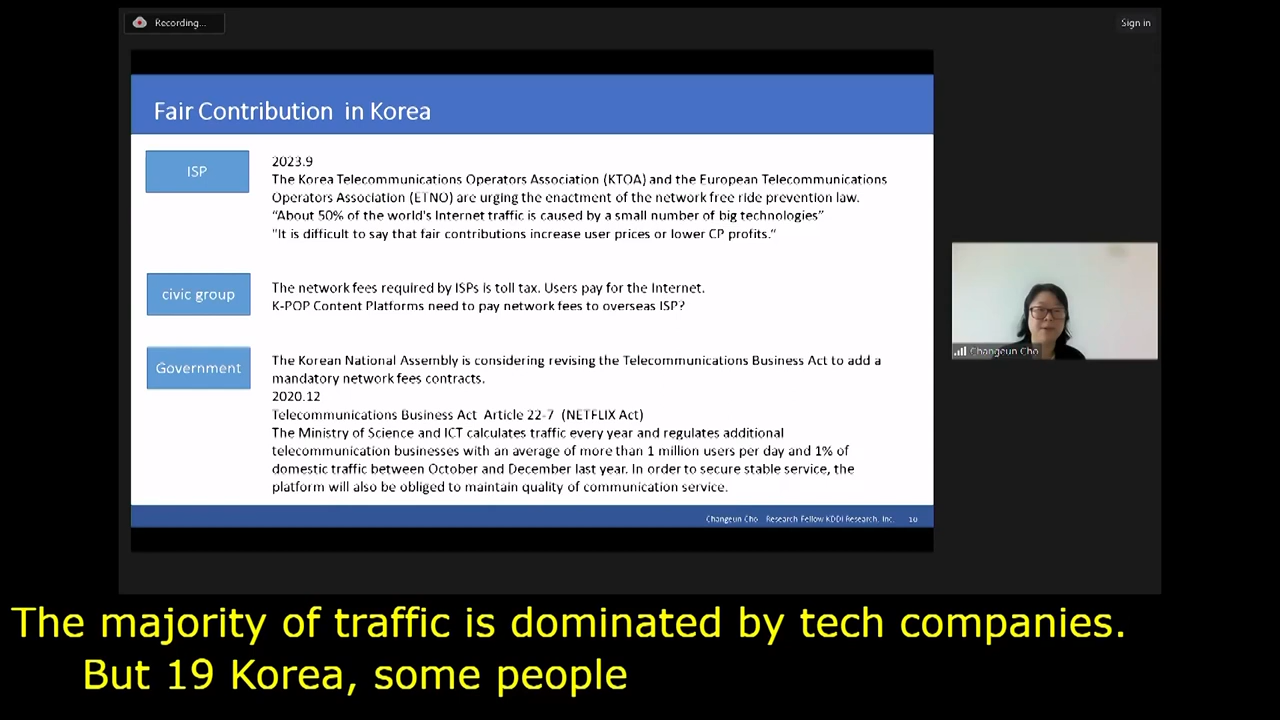 Recording...
Sign in
Fair Contribution in Korea
ISP
2023.9
The Korea Telecommunications Operators Association (KTOA) and the European Telecommunications
Operators Association (ETNO) are urging the enactment of the network free ride prevention law.
“About 50% of the world's Internet traffic is caused by a small number of big technologies”
"It is difficult to say that fair contributions increase user prices or lower CP profits.“
civic group
The network fees required by ISPs is toll tax. Users pay for the Internet.
K-POP Content Platforms need to pay network fees to overseas ISP?
Government
The Korean National Assembly is considering revising the Telecommunications Business Act to add a
mandatory network fees contracts.
2020.12
Telecommunications Business Act Article 22-7 (NETFLIX Act)
The Ministry of Science and ICT calculates traffic every year and regulates additional
telecommunication businesses with an average of more than 1 million users per day and 1% of
domestic traffic between October and December last year. In order to secure stable service, the
platform will also be obliged to maintain quality of communication service.
Changeun Cho Research Fellow KDDI Research, Inc. 10
Changeun Cho
The majority of traffic is dominated by tech companies.
But 19 Korea, some people